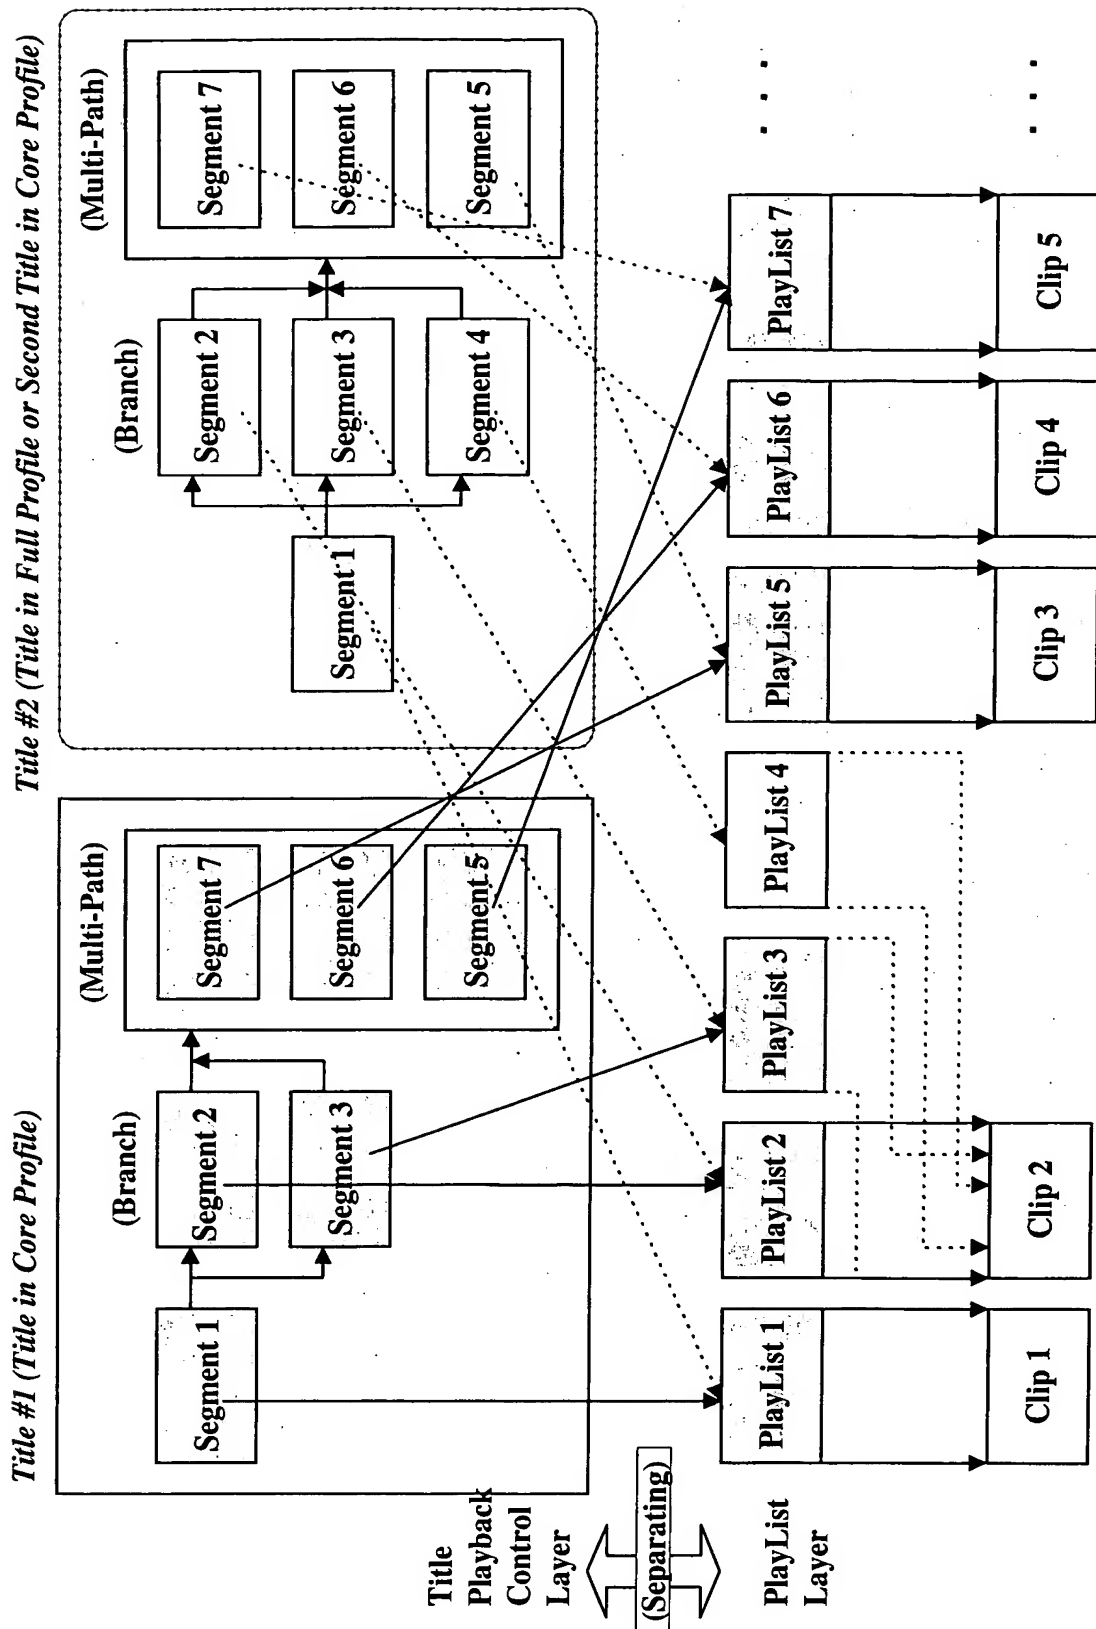 Title #1 (Title in Core Profile)
Title #2 (Title in Full Profile or Second Title in Core Profile)
(Branch)
(Multi-Path)
(Branch)
(Multi-Path)
Segment 1
Segment 2
Segment 3
Segment 7
Segment 6
Segment 5
Segment 1
Segment 2
Segment 3
Segment 4
Segment 7
Segment 6
Segment 5
Title
Playback
Control
Layer
(Separating)
PlayList
Layer
PlayList 1
PlayList 2
PlayList 3
PlayList 4
PlayList 5
PlayList 6
PlayList 7
. . .
Clip 1
Clip 2
Clip 3
Clip 4
Clip 5
. . .